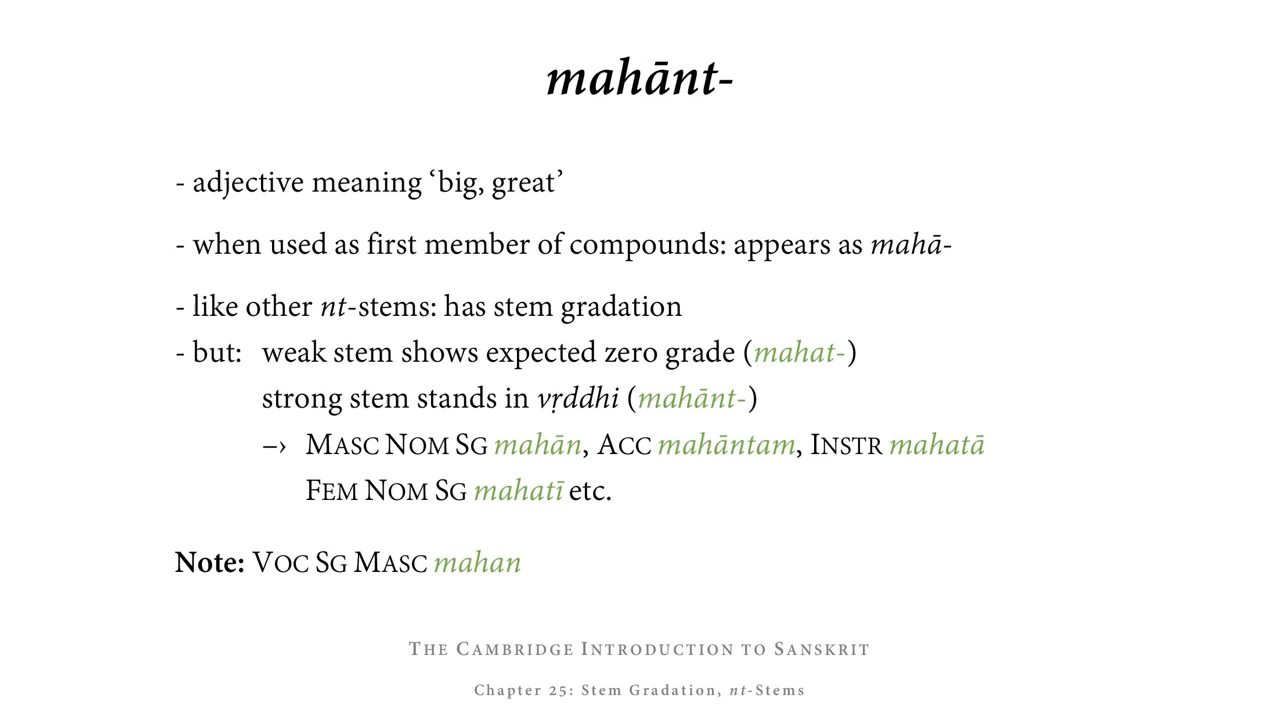 mahānt-
- adjective meaning ‘big, great’
- when used as first member of compounds: appears as mahā-
- like other nt-stems: has stem gradation
- but: weak stem shows expected zero grade (mahat-)
strong stem stands in vṛddhi (mahānt-)
–› Masc Nom Sg mahān, Acc mahāntam, Instr mahatā
Fem Nom Sg mahatī etc.
Note: Voc Sg Masc mahan
The Cambridge Introduction to Sanskrit
Chapter 25: Stem Gradation, nt-Stems